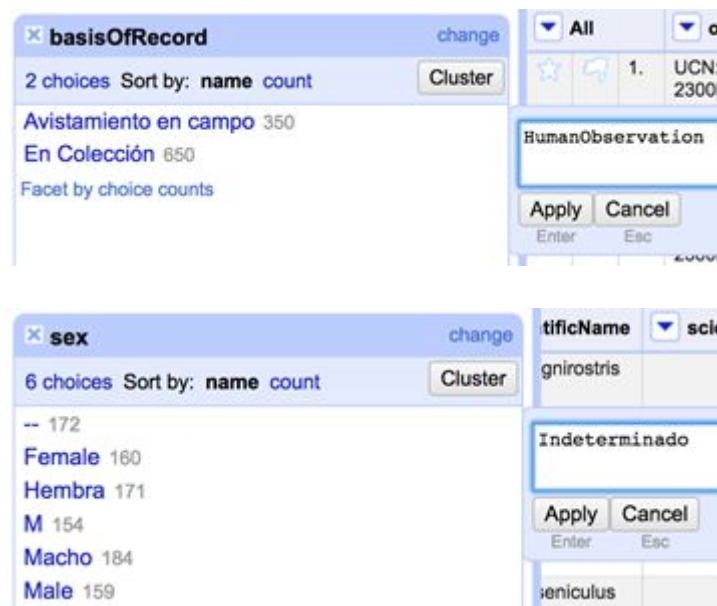 basisOfRecord change
2 choices Sort by: name count Cluster
Avistamiento en campo 350
En Colección 650
Facet by choice counts
All
1. UCN:
2300
HumanObservation
Apply Cancel
Enter Esc
sex change
6 choices Sort by: name count Cluster
-- 172
Female 160
Hembra 171
M 154
Macho 184
Male 159
tificName scie
gnirostris
Indeterminado
Apply Cancel
Enter Esc
seniculus